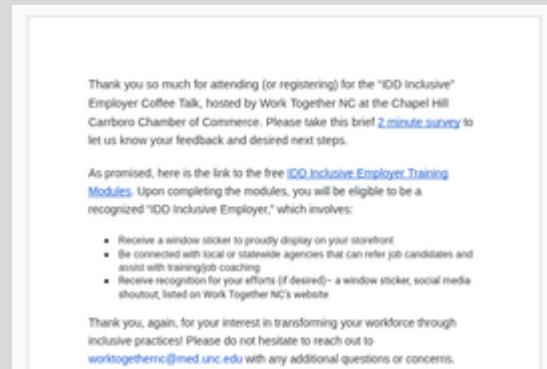 Thank you so much for attending (or registering) for the "IDD Inclusive"
Employer Coffee Talk, hosted by Work Together NC at the Chapel Hill
Carrboro Chamber of Commerce. Please take this brief 2 minute survey to
let us know your feedback and desired next steps.
As promised, here is the link to the free IDD Inclusive Employer Training
Modules. Upon completing the modules, you will be eligible to be a
recognized "IDD Inclusive Employer," which involves:
• Receive a window sticker to proudly display on your storefront
• Be connected with local or statewide agencies that can refer job candidates and
assist with training/job coaching
• Receive recognition for your efforts (if desired)– a window sticker, social media
shoutout, listed on Work Together NC's website
Thank you, again, for your interest in transforming your workforce through
inclusive practices! Please do not hesitate to reach out to
worktogethernc@med.unc.edu with any additional questions or concerns.